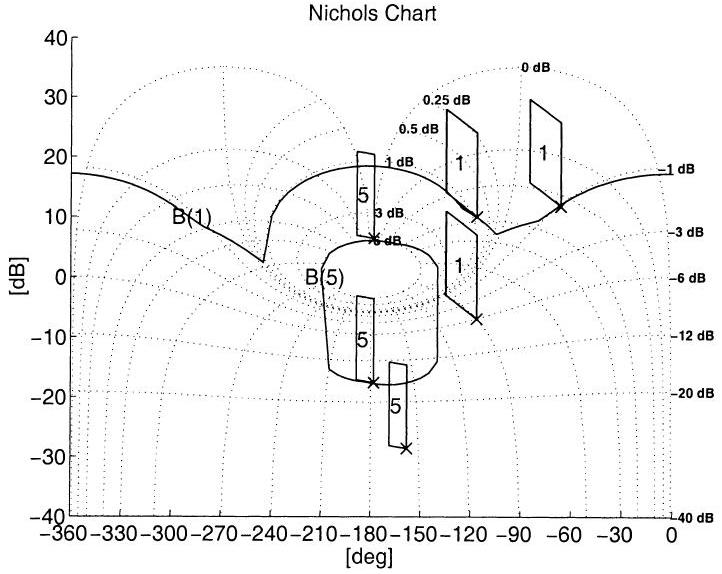 Nichols Chart
40
30
20
10
0
−10
−20
−30
−40
[dB]
0 dB
0.25 dB
0.5 dB
1 dB
3 dB
6 dB
−1 dB
−3 dB
−6 dB
−12 dB
−20 dB
−40 dB
B(1)
B(5)
1
1
1
5
5
5
−360 −330 −300 −270 −240 −210 −180 −150 −120 −90 −60 −30 0
[deg]